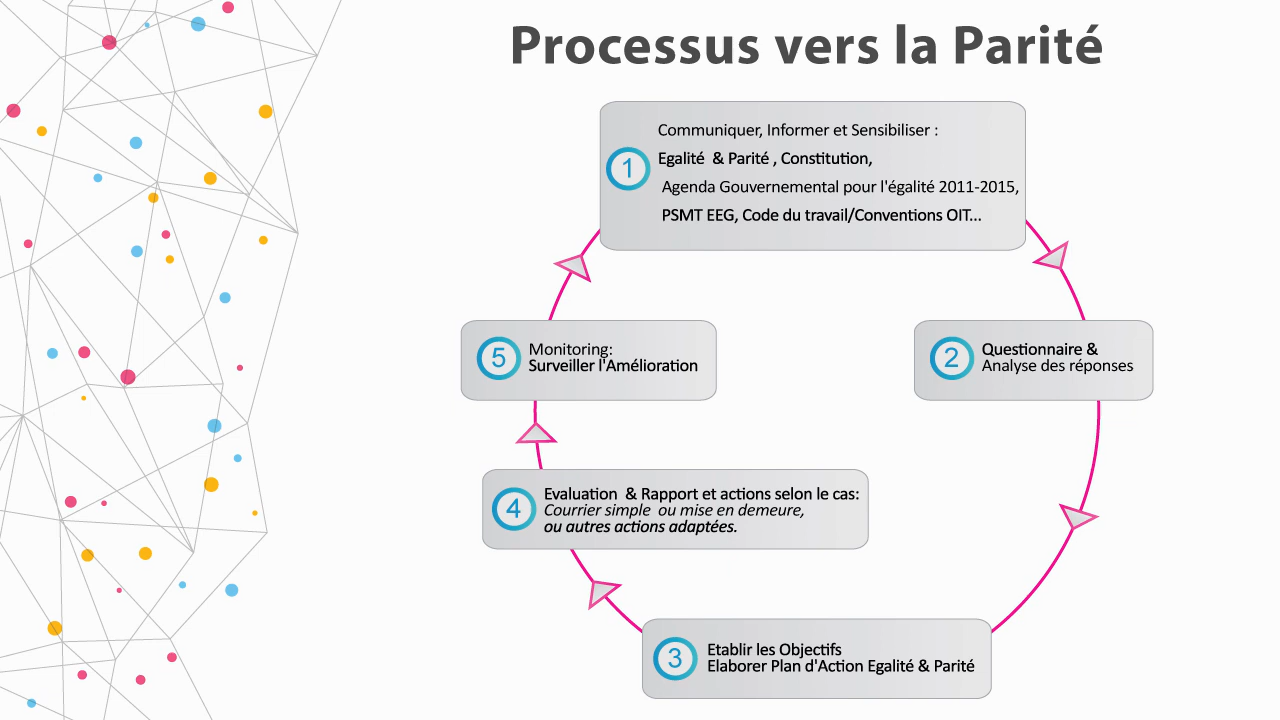 Processus vers la Parité
1
Communiquer, Informer et Sensibiliser :
Egalité & Parité , Constitution,
Agenda Gouvernemental pour l'égalité 2011-2015,
PSMT EEG, Code du travail/Conventions OIT...
2
Questionnaire &
Analyse des réponses
3
Etablir les Objectifs
Elaborer Plan d'Action Egalité & Parité
4
Evaluation & Rapport et actions selon le cas:
Courrier simple ou mise en demeure,
ou autres actions adaptées.
5
Monitoring:
Surveiller l'Amélioration